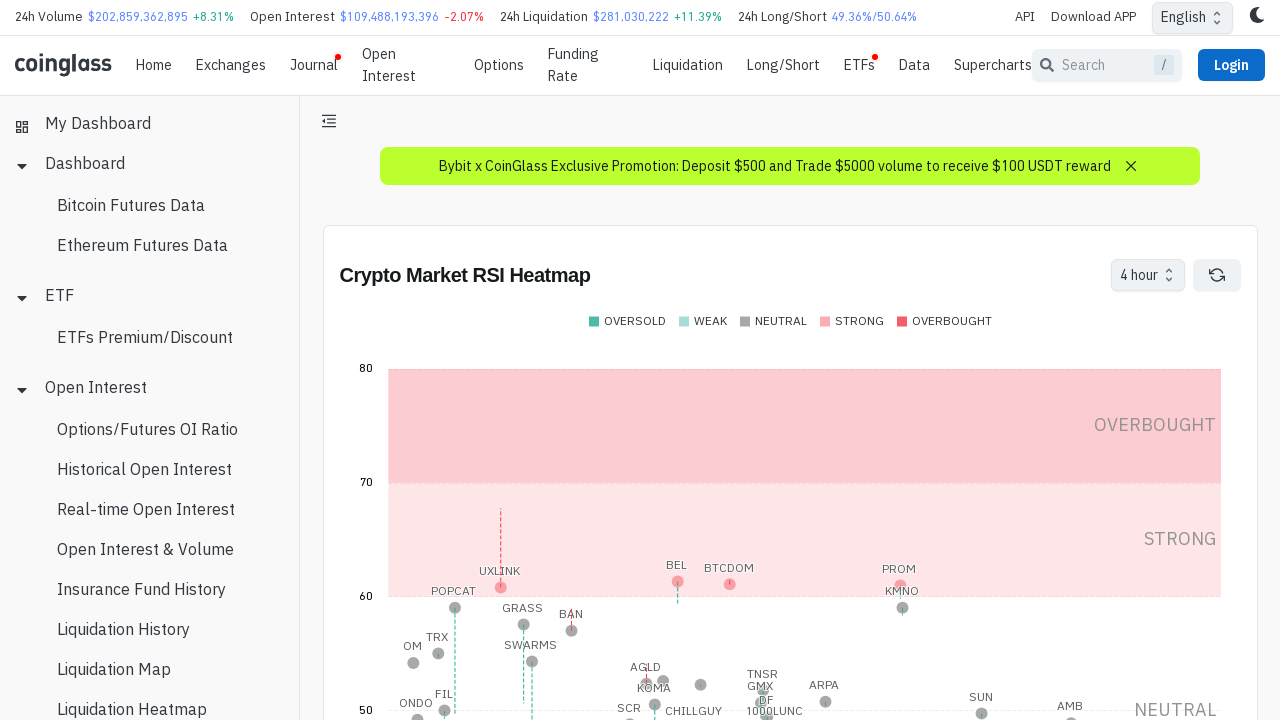 24h Volume $202,859,362,895 +8.31% Open Interest $109,488,193,396 -2.07% 24h Liquidation $281,030,222 +11.39% 24h Long/Short 49.36%/50.64% API Download APP English
coinglass Home Exchanges Journal Open Interest Options Funding Rate Liquidation Long/Short ETFs Data Supercharts Search / Login
My Dashboard
Dashboard
Bitcoin Futures Data
Ethereum Futures Data
ETF
ETFs Premium/Discount
Open Interest
Options/Futures OI Ratio
Historical Open Interest
Real-time Open Interest
Open Interest & Volume
Insurance Fund History
Liquidation History
Liquidation Map
Liquidation Heatmap
Bybit x CoinGlass Exclusive Promotion: Deposit $500 and Trade $5000 volume to receive $100 USDT reward
Crypto Market RSI Heatmap
4 hour
OVERSOLD WEAK NEUTRAL STRONG OVERBOUGHT
80
OVERBOUGHT
70
STRONG
UXLINK BEL BTCDOM PROM
POPCAT KMNO
60
GRASS BAN
TRX
OM SWARMS
AGLD TNSR
KOMA GMX ARPA
FIL SUN
ONDO DF AMB
SCR CHILLGUY 1000LUNC
50 NEUTRAL